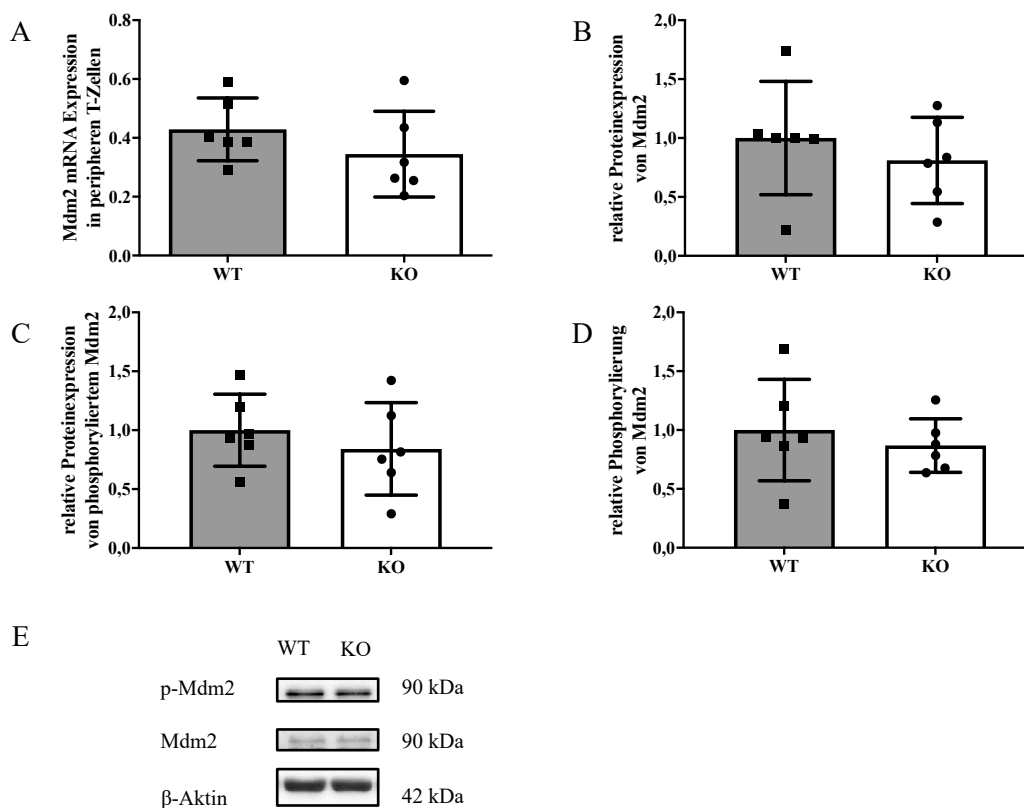 A
Mdm2 mRNA Expression
in peripheren T-Zellen
0.8
0.6
0.4
0.2
0.0
WT KO
B
relative Proteinexpression
von Mdm2
2,0
1,5
1,0
0,5
0,0
WT KO
C
relative Proteinexpression
von phosphoryliertem Mdm2
2,0
1,5
1,0
0,5
0,0
WT KO
D
relative Phosphorylierung
von Mdm2
2,0
1,5
1,0
0,5
0,0
WT KO
E
WT KO
p-Mdm2 90 kDa
Mdm2 90 kDa
β-Aktin 42 kDa